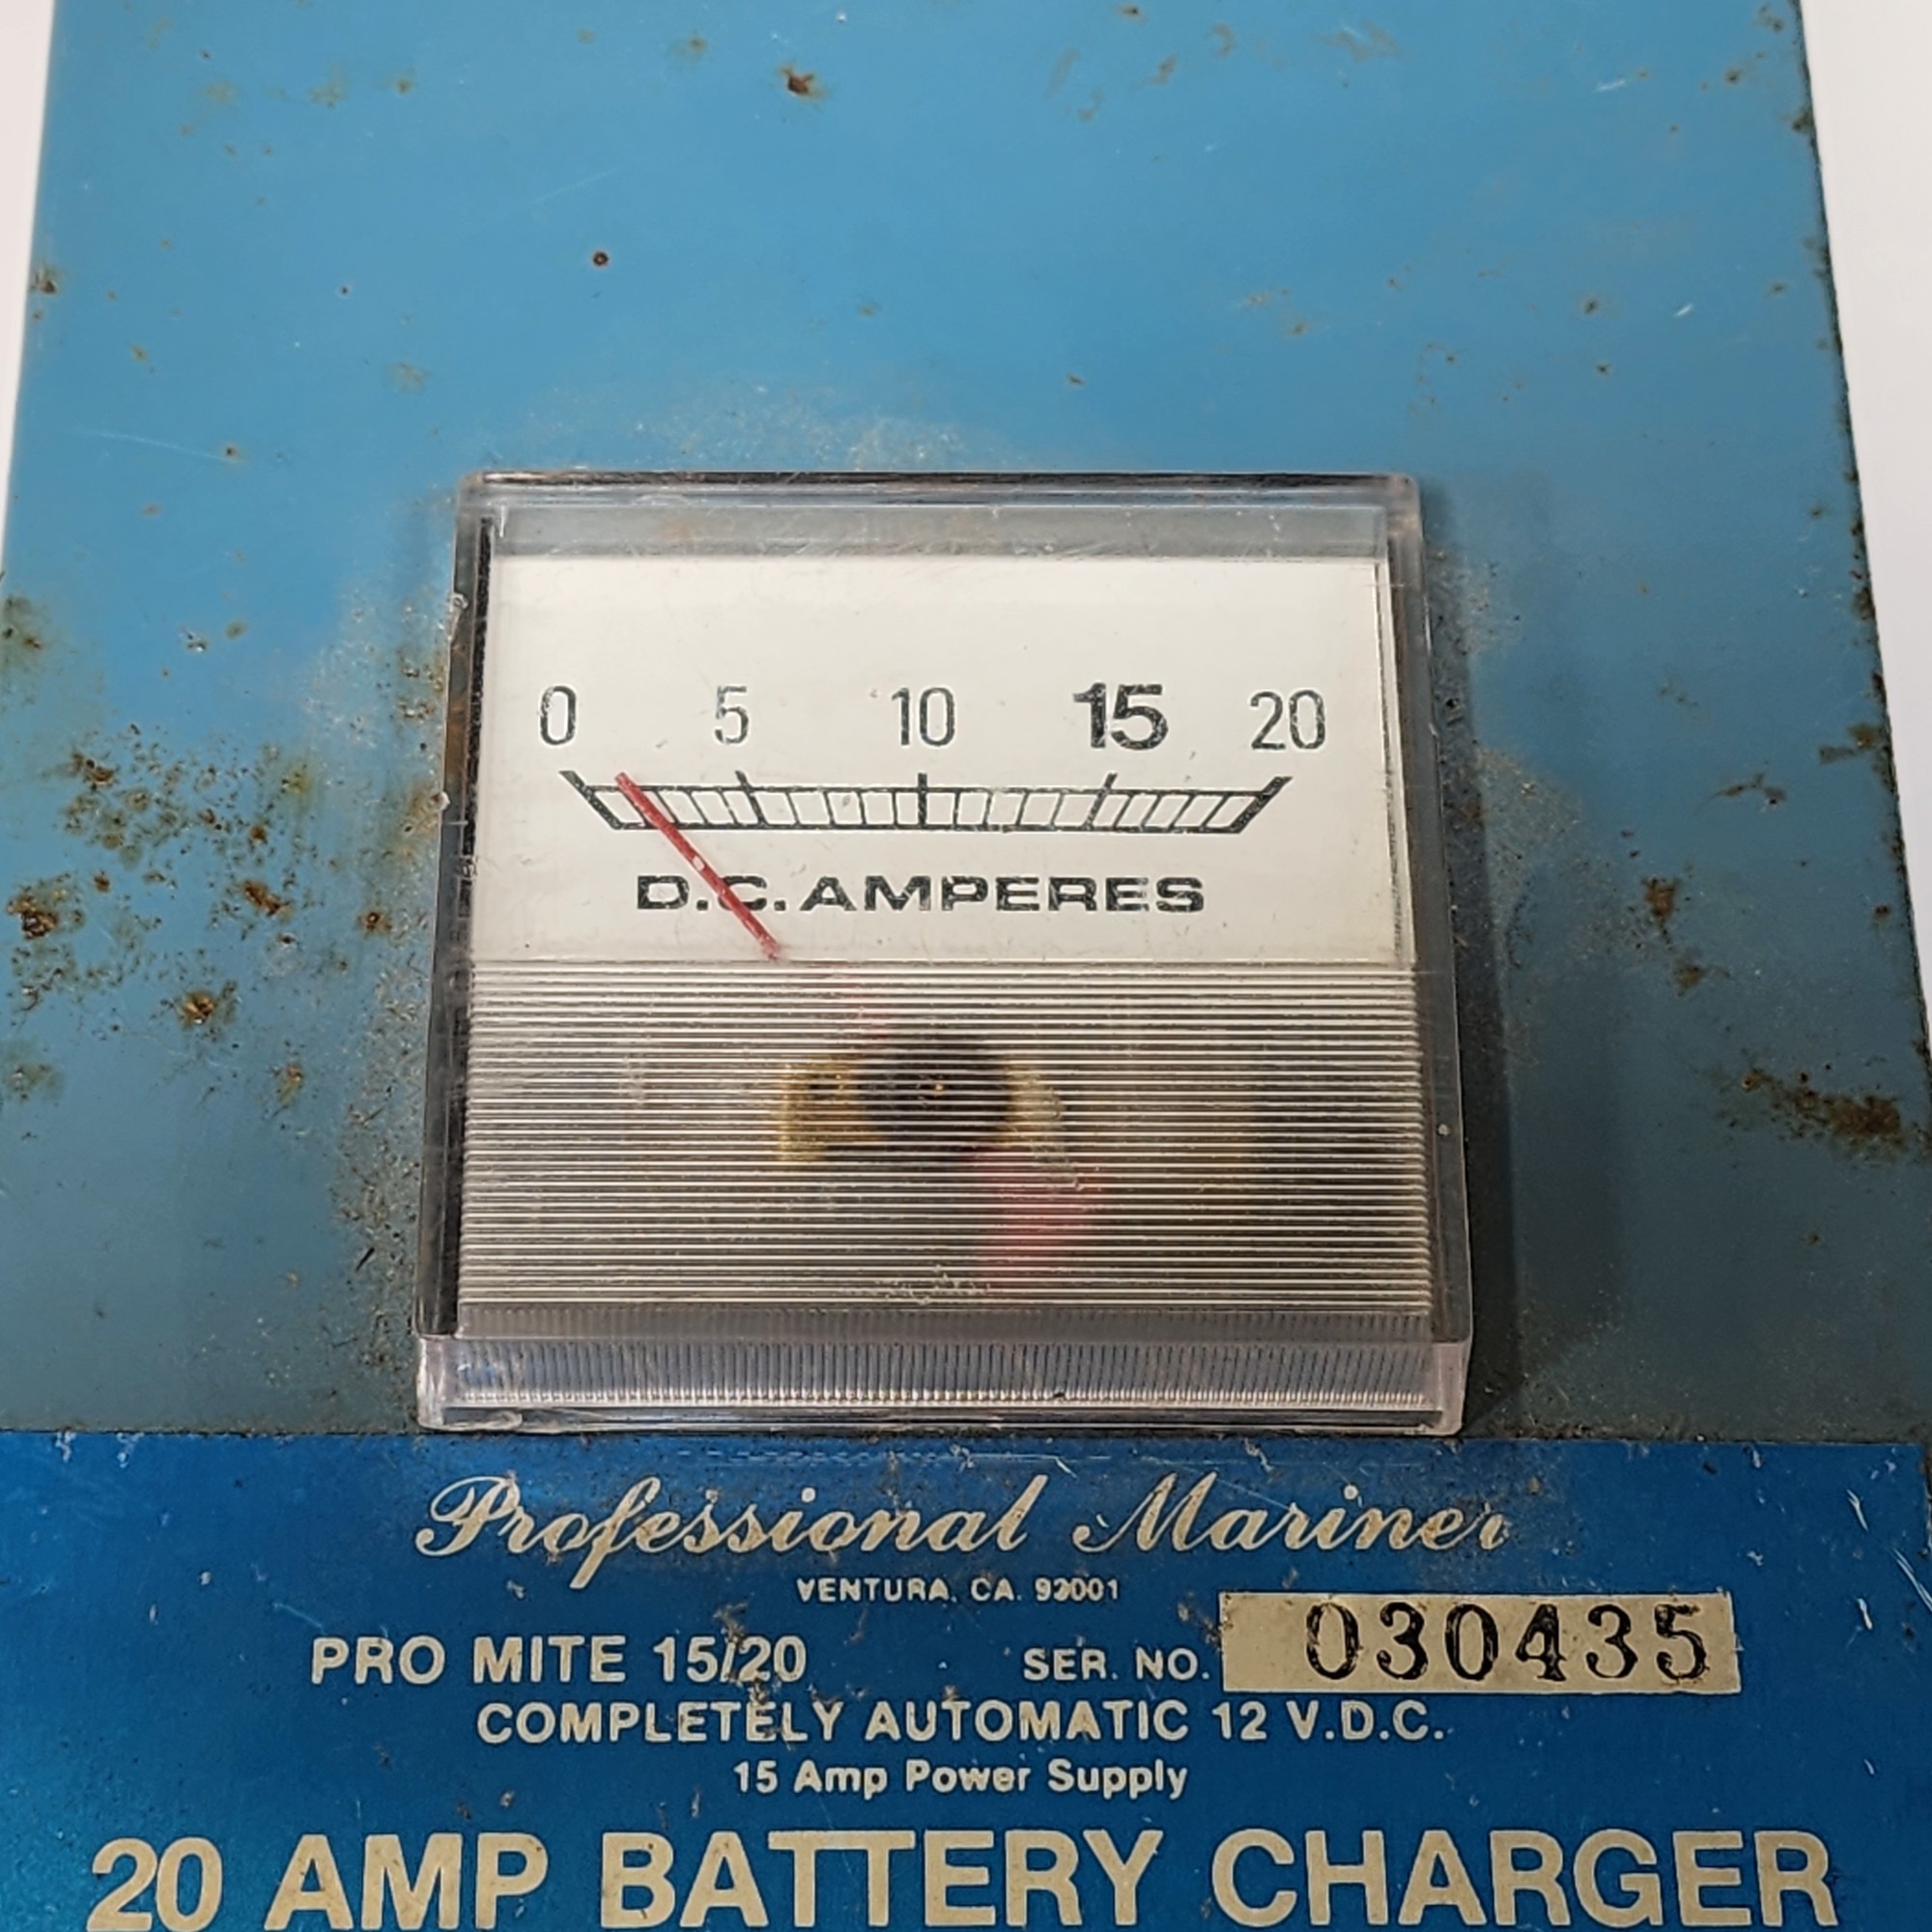 0 5 10 15 20
D.C. AMPERES
Professional Mariner
VENTURA, CA. 93001
PRO MITE 15/20 SER. NO. 030435
COMPLETELY AUTOMATIC 12 V.D.C.
15 Amp Power Supply
20 AMP BATTERY CHARGER